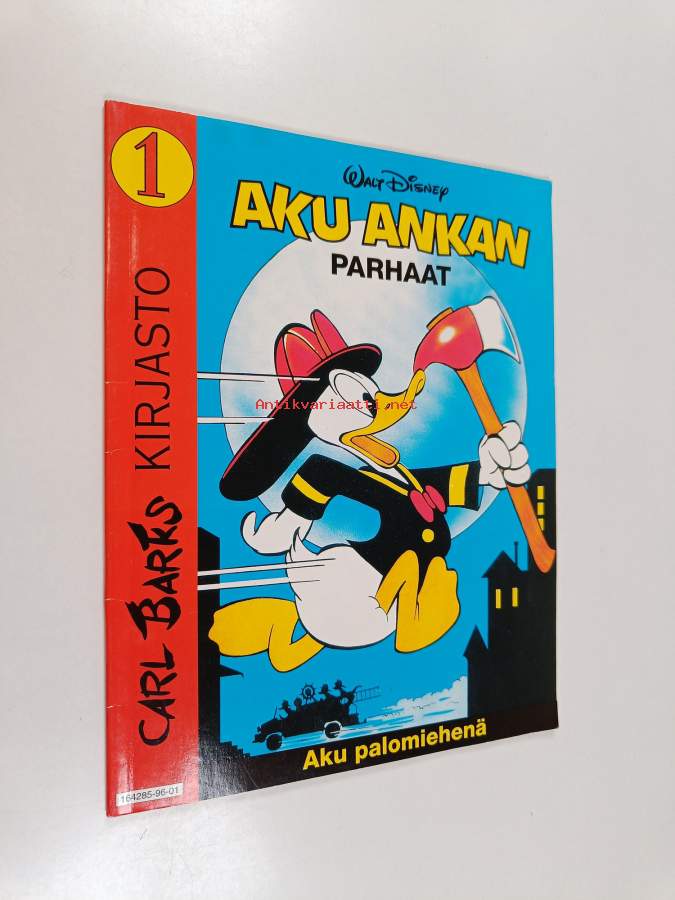 1
CARL BARKS KIRJASTO
164285-96-01
WALT DISNEY
AKU ANKAN
PARHAAT
Antikvariaatti.net
Aku palomiehenä